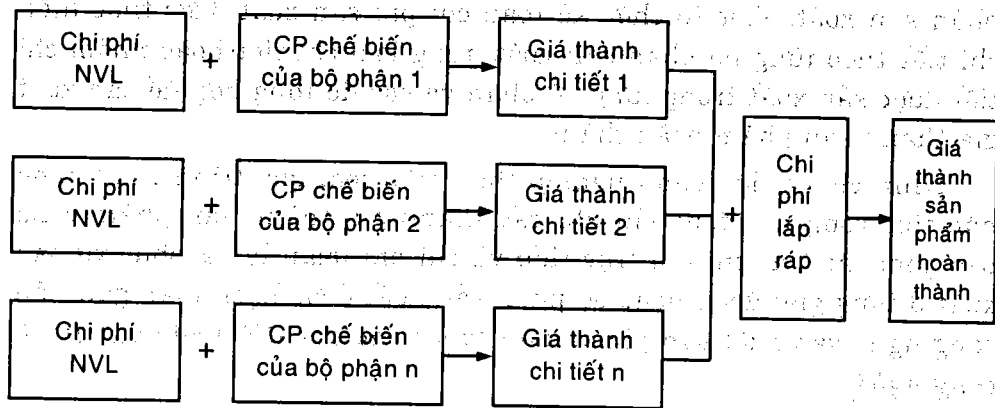 Chi phí
NVL
+
CP chế biến
của bộ phận 1
Giá thành
chi tiết 1
Chi phí
NVL
+
CP chế biến
của bộ phận 2
Giá thành
chi tiết 2
+
Chi
phí
lắp
ráp
Giá
thành
sản
phẩm
hoàn
thành
Chi phí
NVL
+
CP chế biến
của bộ phận n
Giá thành
chi tiết n